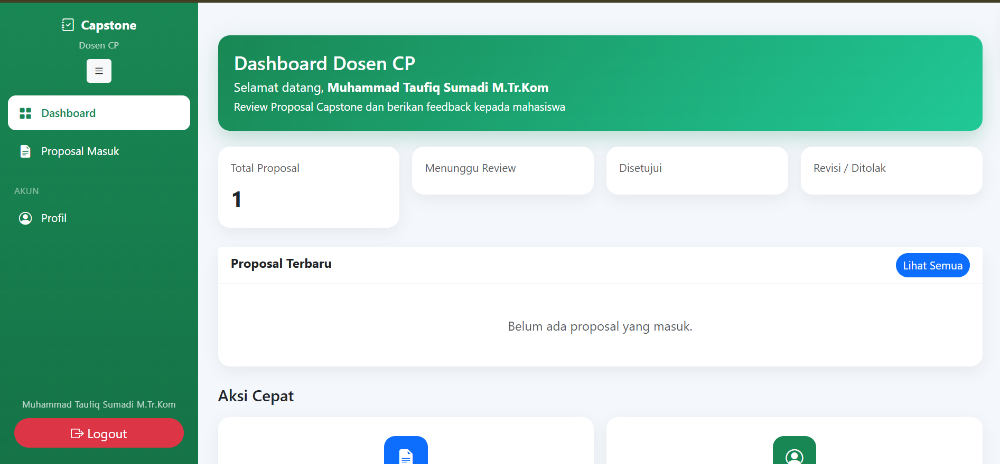 Capstone
Dosen CP
Dashboard
Proposal Masuk
AKUN
Profil
Muhammad Taufiq Sumadi M.Tr.Kom
Logout
Dashboard Dosen CP
Selamat datang, Muhammad Taufiq Sumadi M.Tr.Kom
Review Proposal Capstone dan berikan feedback kepada mahasiswa
Total Proposal
1
Menunggu Review
Disetujui
Revisi / Ditolak
Proposal Terbaru
Lihat Semua
Belum ada proposal yang masuk.
Aksi Cepat